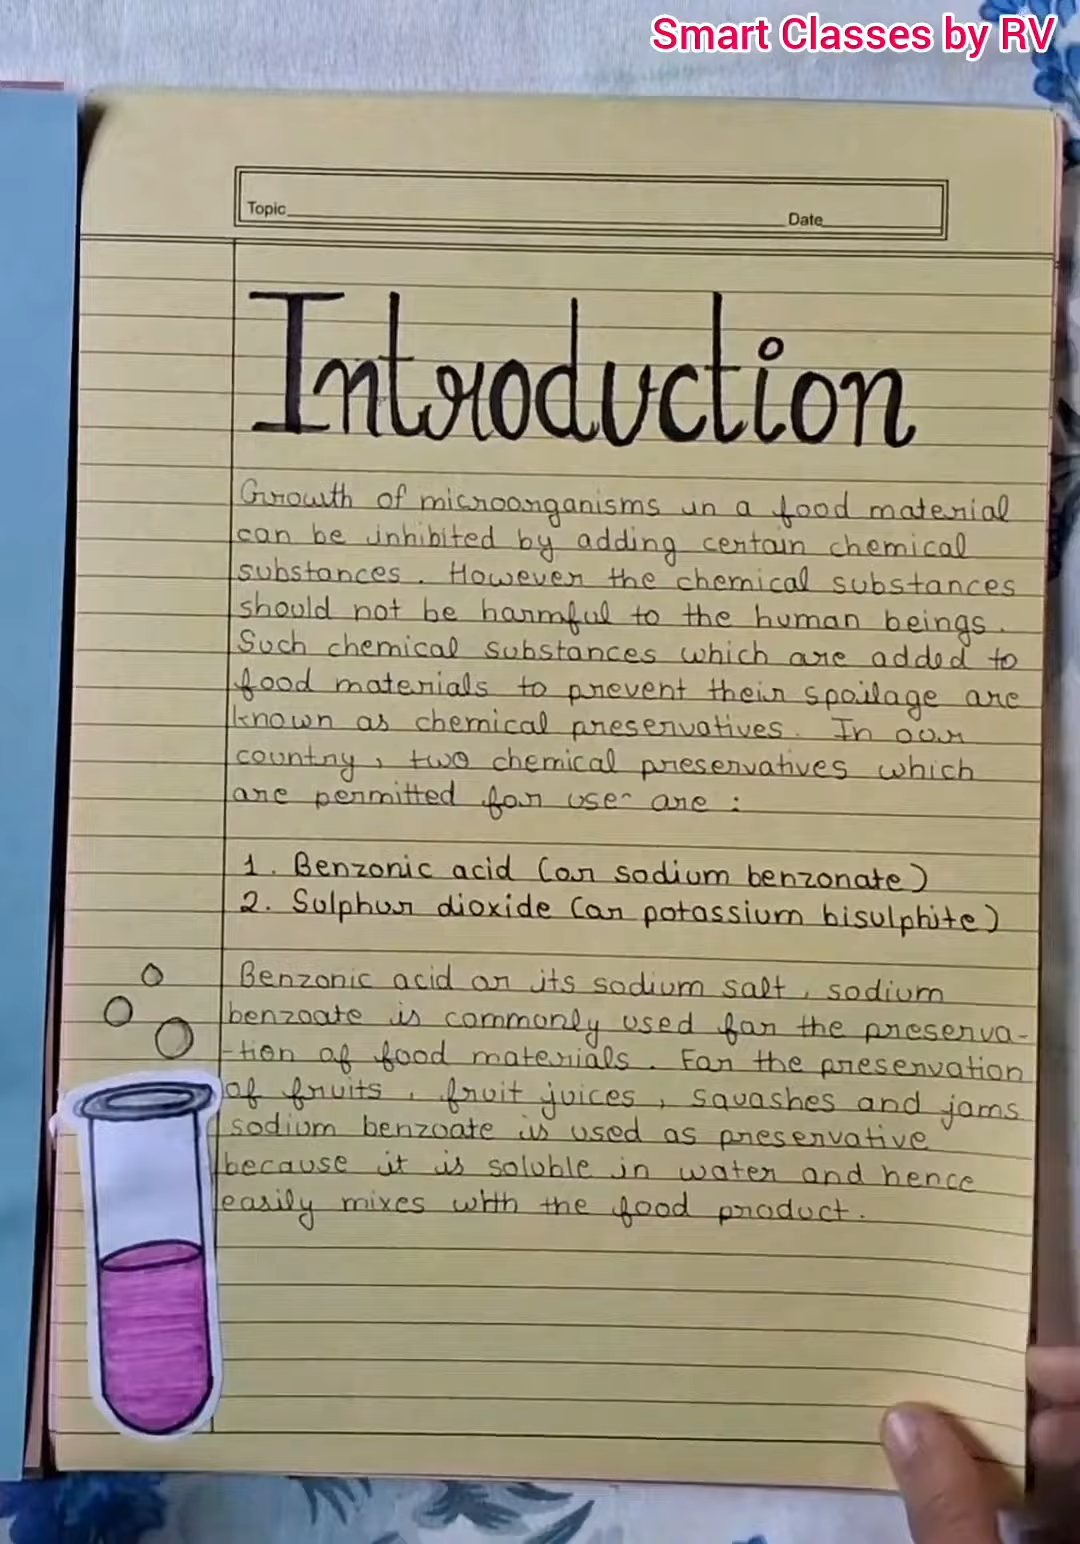 Smart Classes by RV
Topic
Date
Introduction
Growth of microorganisms in a food material
can be inhibited by adding certain chemical
substances. However the chemical substances
should not be harmful to the human beings.
Such chemical substances which are added to
food materials to prevent their spoilage are
known as chemical preservatives. In our
country, two chemical preservatives which
are permitted for use are :
1. Benzonic acid (or sodium benzonate)
2. Sulphur dioxide (or potassium bisulphite)
Benzonic acid or its sodium salt, sodium
benzoate is commonly used for the preserva-
-tion of food materials. For the preservation
of fruits, fruit juices, squashes and jams
sodium benzoate is used as preservative
because it is soluble in water and hence
easily mixes with the food product.